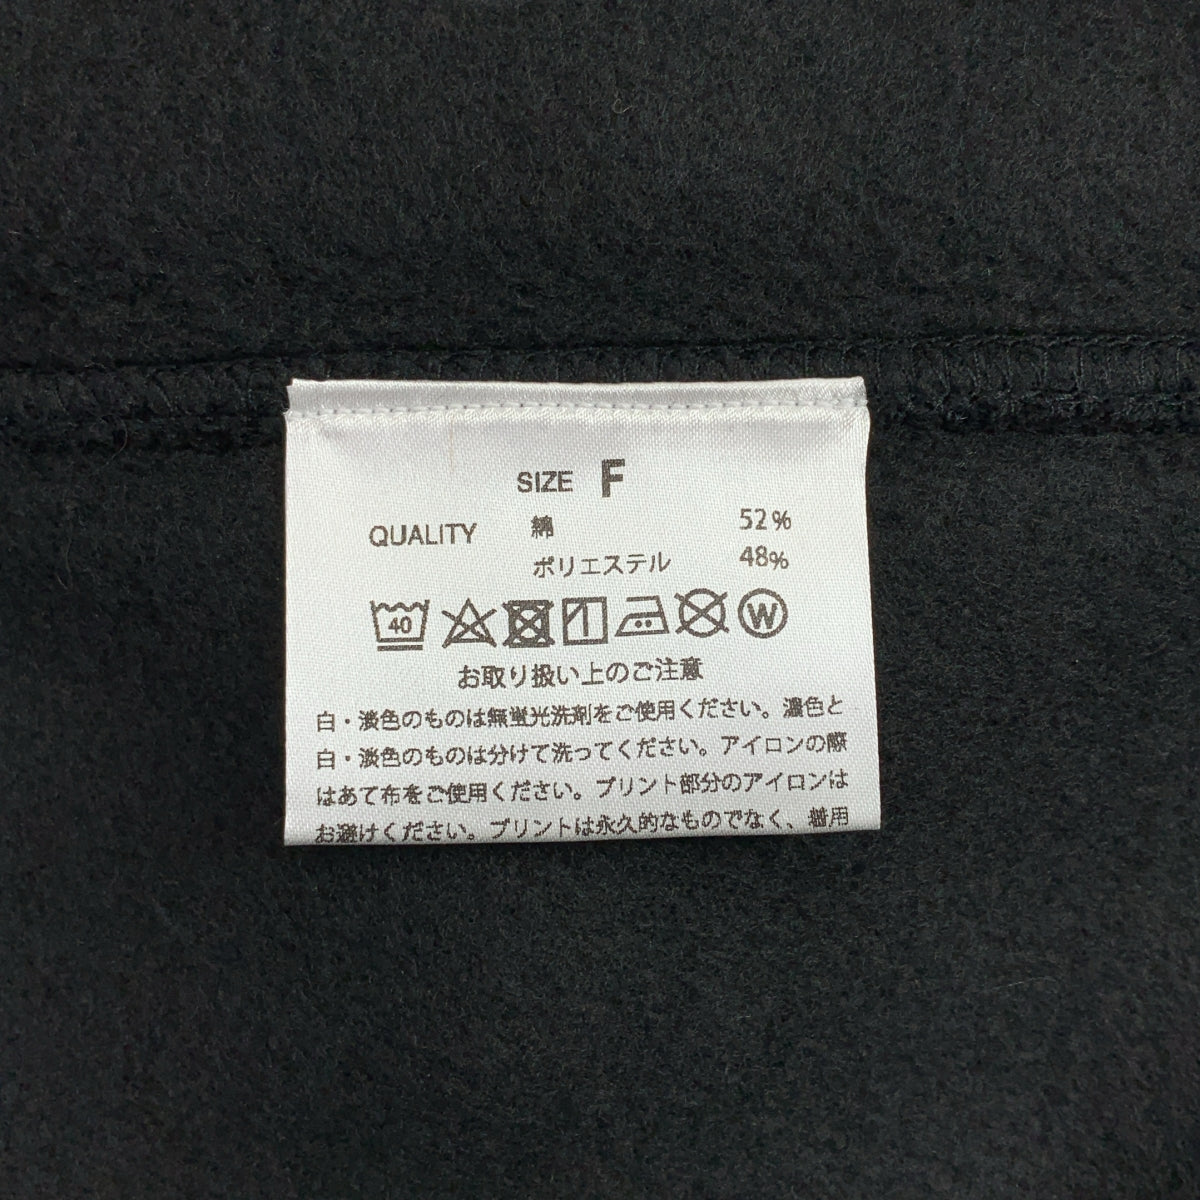 SIZE F
QUALITY 綿 52%
ポリエステル 48%
40 W
お取り扱い上のご注意
白・淡色のものは無蛍光洗剤をご使用ください。濃色と
白・淡色のものは分けて洗ってください。アイロンの際
はあて布をご使用ください。プリント部分のアイロンは
お避けください。プリントは永久的なものでなく、着用